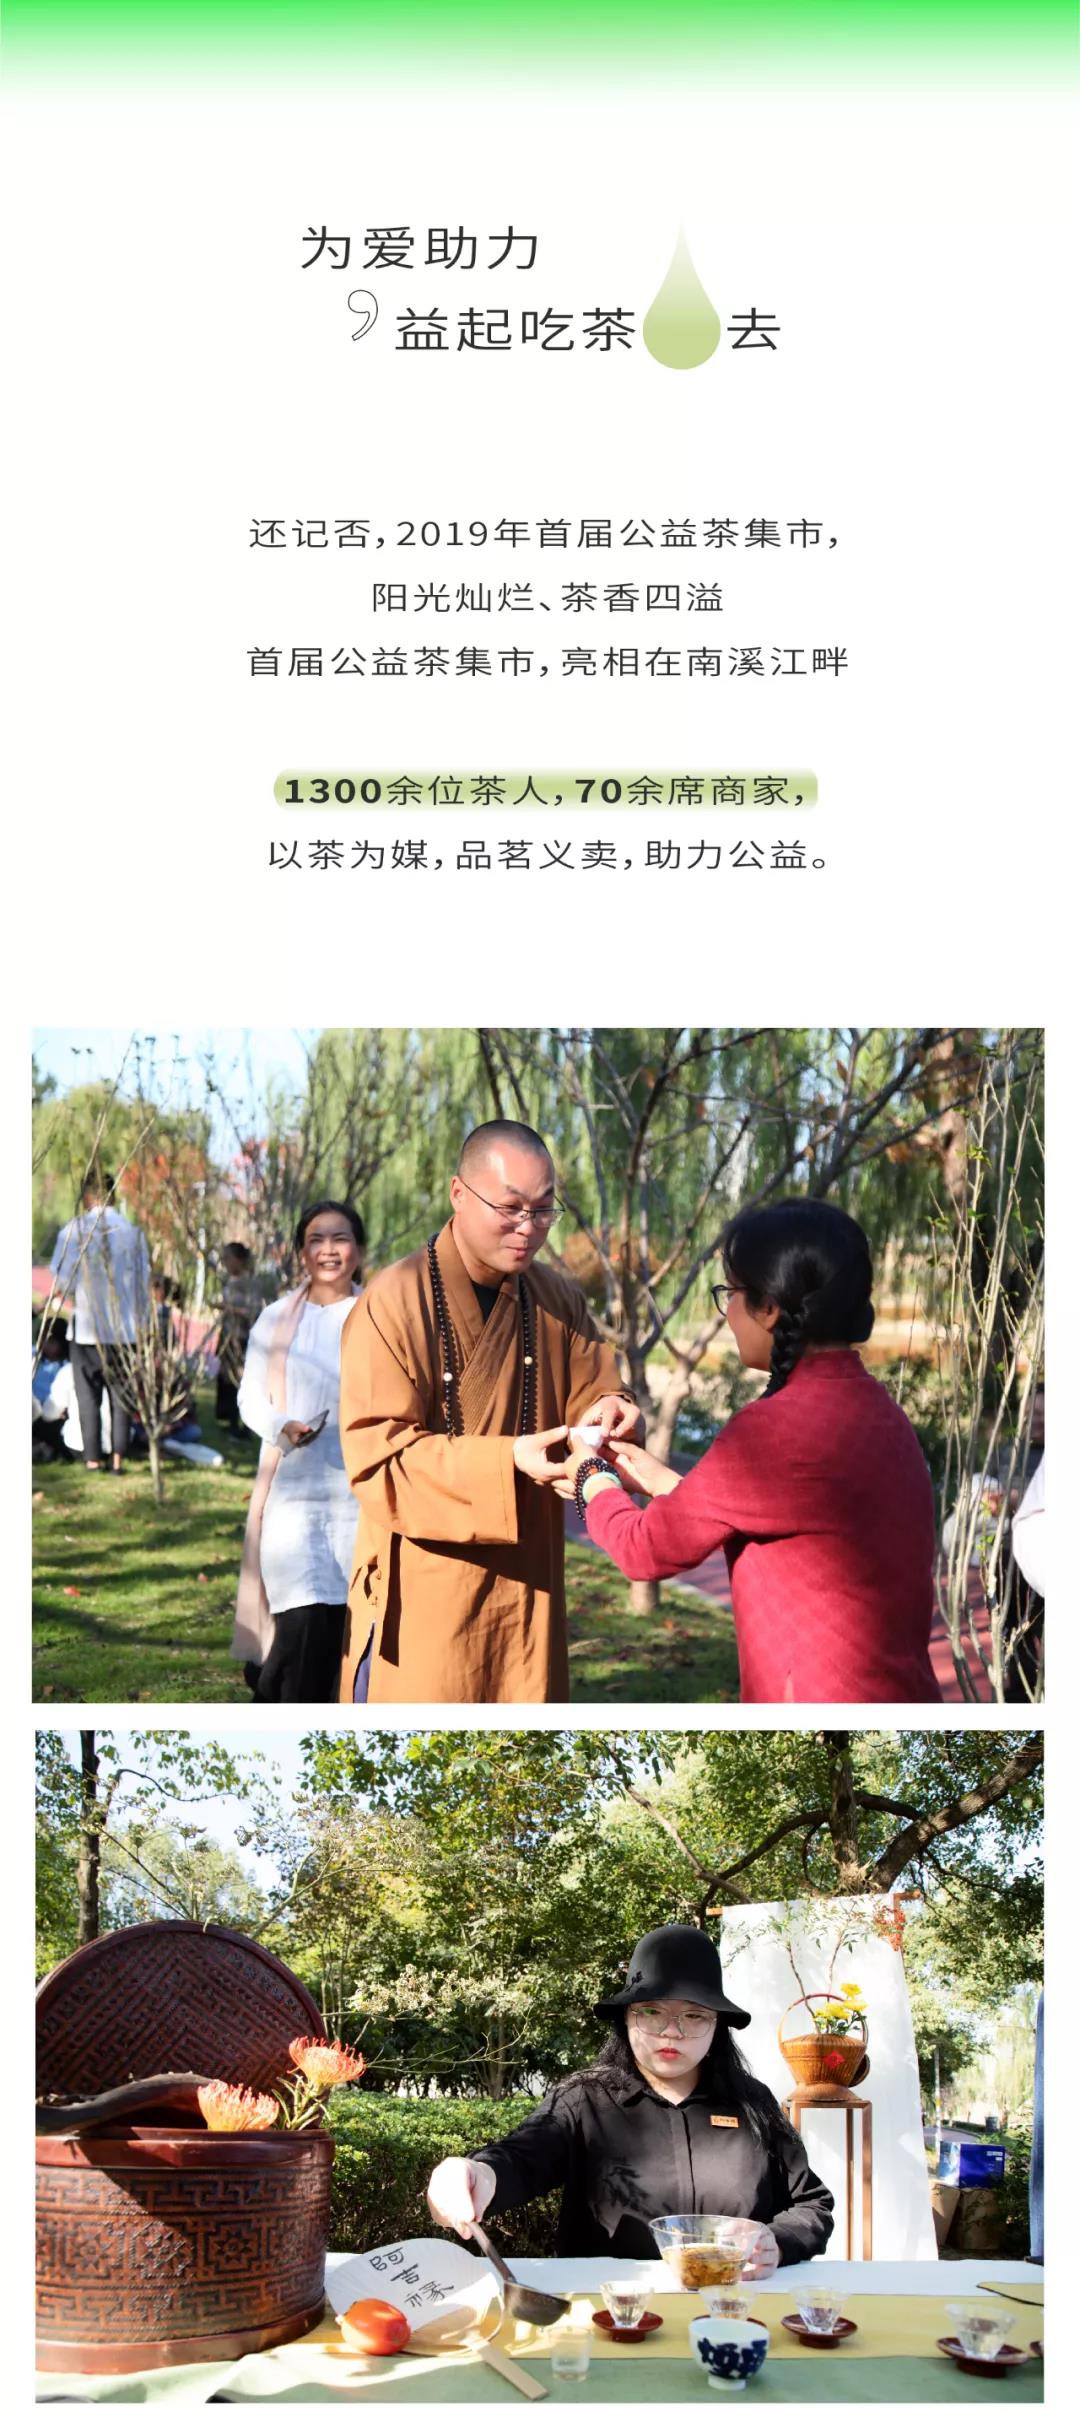 为爱助力
，益起吃茶去
还记否，2019年首届公益茶集市，
阳光灿烂、茶香四溢
首届公益茶集市，亮相在南溪江畔
1300余位茶人，70余席商家，
以茶为媒，品茗义卖，助力公益。
阿吉